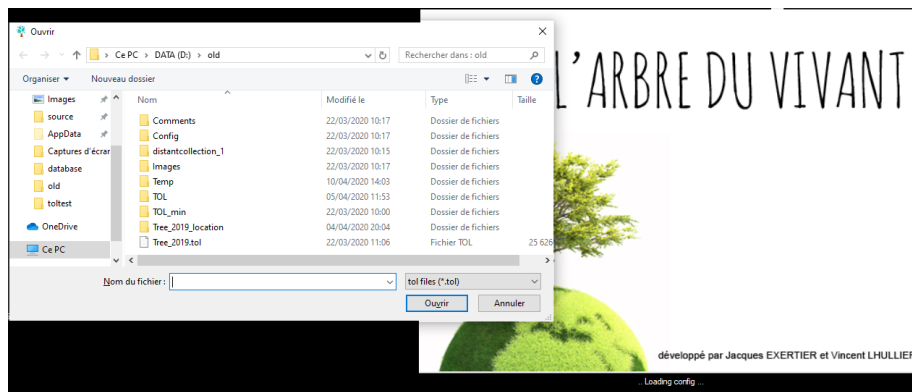 Ouvrir
Ce PC > DATA (D:) > old
Rechercher dans : old
Organiser
Nouveau dossier
Images
source
AppData
Captures d'écran
database
old
toltest
OneDrive
Ce PC
Nom Modifié le Type Taille
Comments 22/03/2020 10:17 Dossier de fichiers
Config 22/03/2020 10:17 Dossier de fichiers
distantcollection_1 22/03/2020 10:15 Dossier de fichiers
Images 22/03/2020 10:17 Dossier de fichiers
Temp 10/04/2020 14:03 Dossier de fichiers
TOL 05/04/2020 11:53 Dossier de fichiers
TOL_min 22/03/2020 10:00 Dossier de fichiers
Tree_2019_location 04/04/2020 20:04 Dossier de fichiers
Tree_2019.tol 22/03/2020 11:06 Fichier TOL 25 626
Nom du fichier :
tol files (*.tol)
Ouvrir
Annuler
L'ARBRE DU VIVANT
développé par Jacques EXERTIER et Vincent LHULLIER
.. Loading config ...